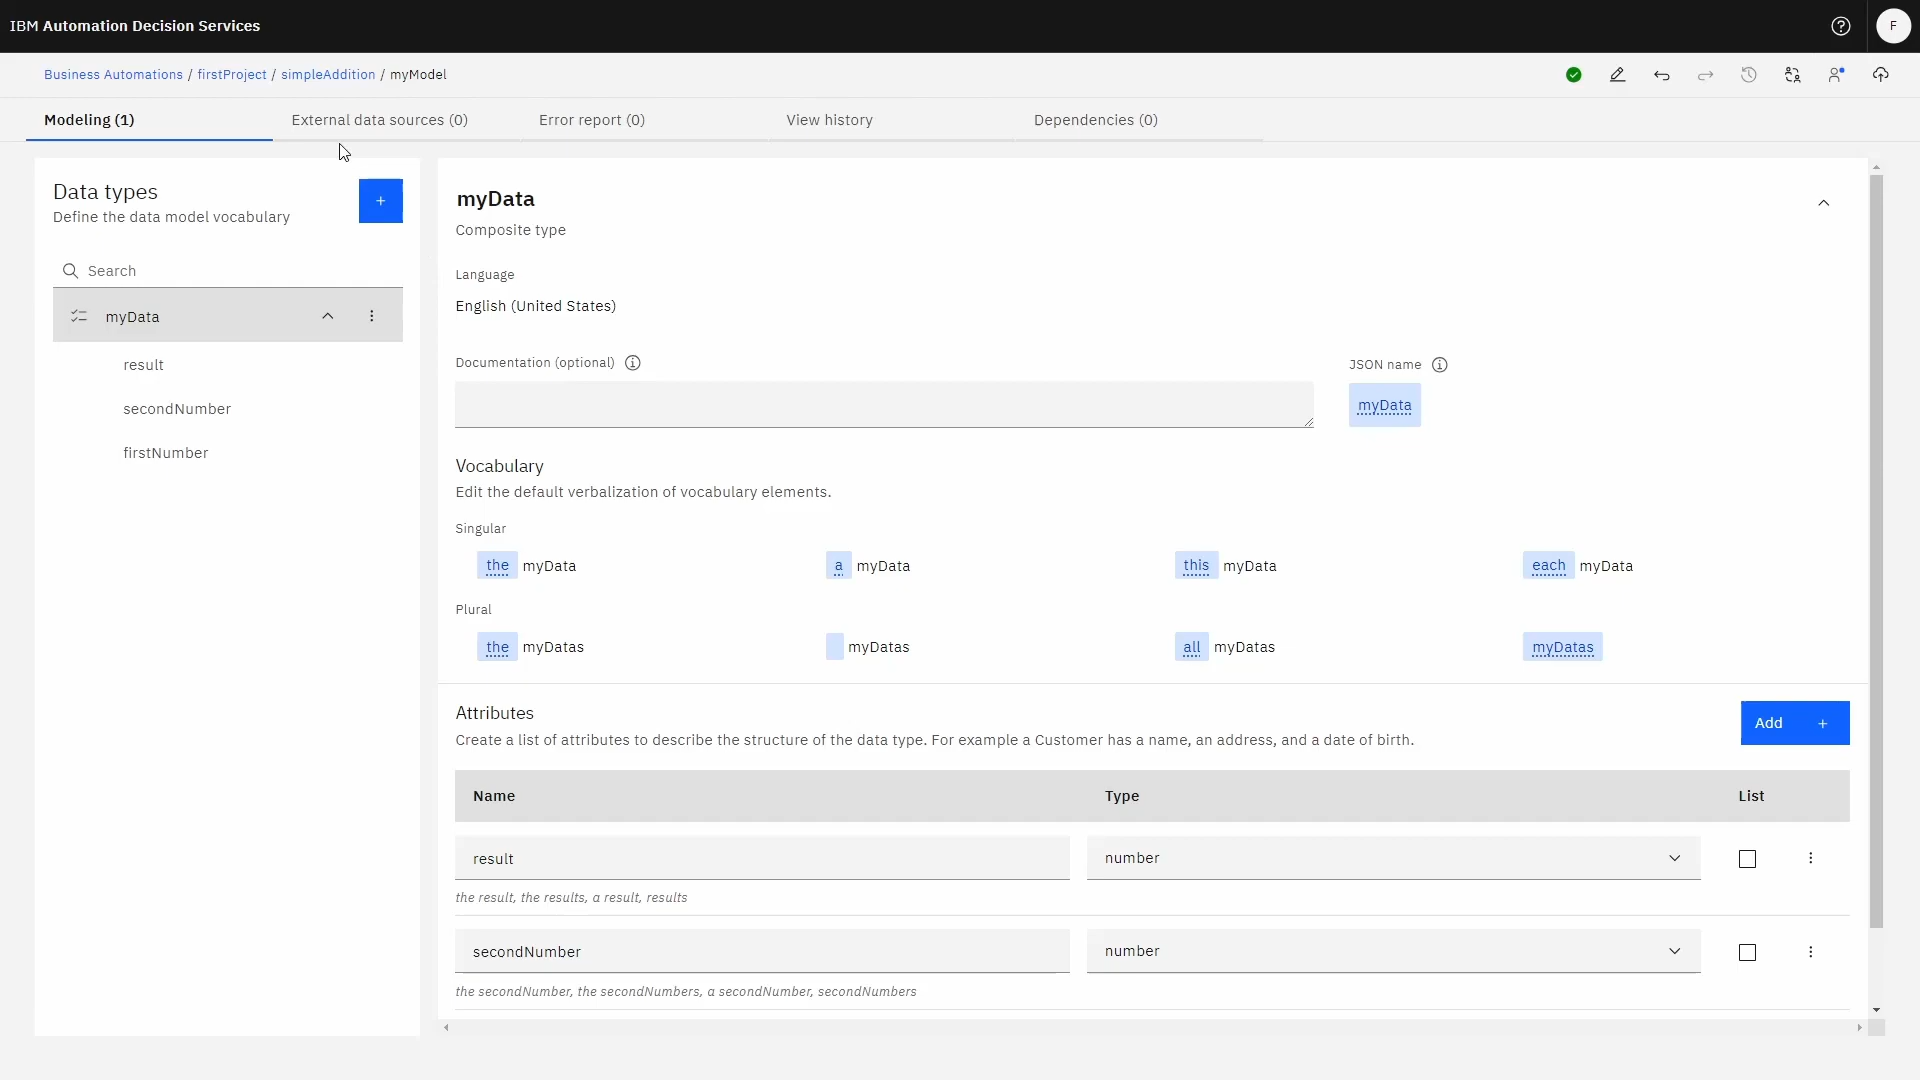 IBM Automation Decision Services
F
Business Automations / firstProject / simpleAddition / myModel
Modeling (1)
External data sources (0)
Error report (0)
View history
Dependencies (0)
Data types
Define the data model vocabulary
+
Search
myData
result
secondNumber
firstNumber
myData
Composite type
Language
English (United States)
Documentation (optional)
JSON name
myData
Vocabulary
Edit the default verbalization of vocabulary elements.
Singular
the myData
a myData
this myData
each myData
Plural
the myDatas
myDatas
all myDatas
myDatas
Attributes
Create a list of attributes to describe the structure of the data type. For example a Customer has a name, an address, and a date of birth.
Add +
Name
Type
List
result
number
the result, the results, a result, results
secondNumber
number
the secondNumber, the secondNumbers, a secondNumber, secondNumbers